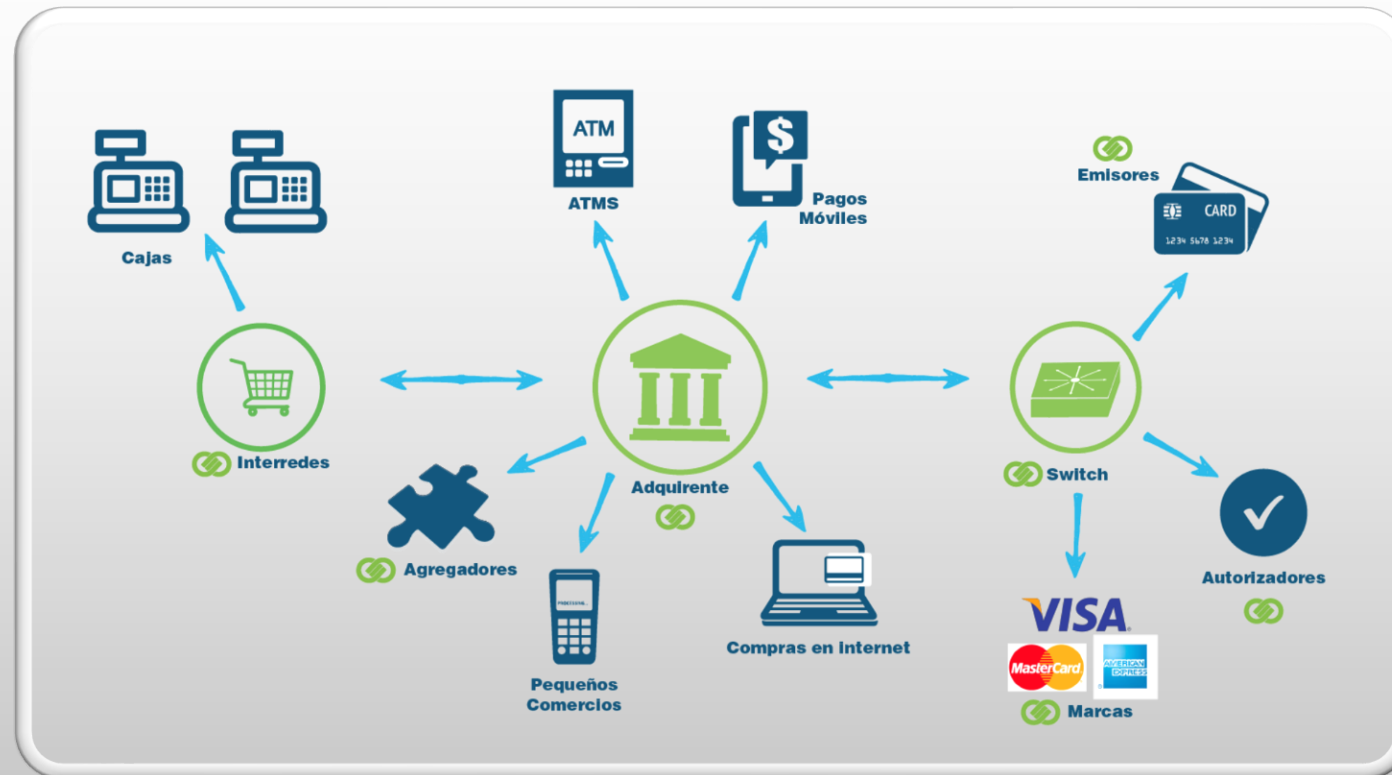 ATM
ATMS
$
Pagos
Móviles
Emisores
CARD
1234 5678 1234
Cajas
Interredes
Adquirente
Switch
Agregadores
Autorizadores
VISA
MasterCard
AMERICAN
EXPRESS
Marcas
Compras en Internet
Pequeños
Comercios